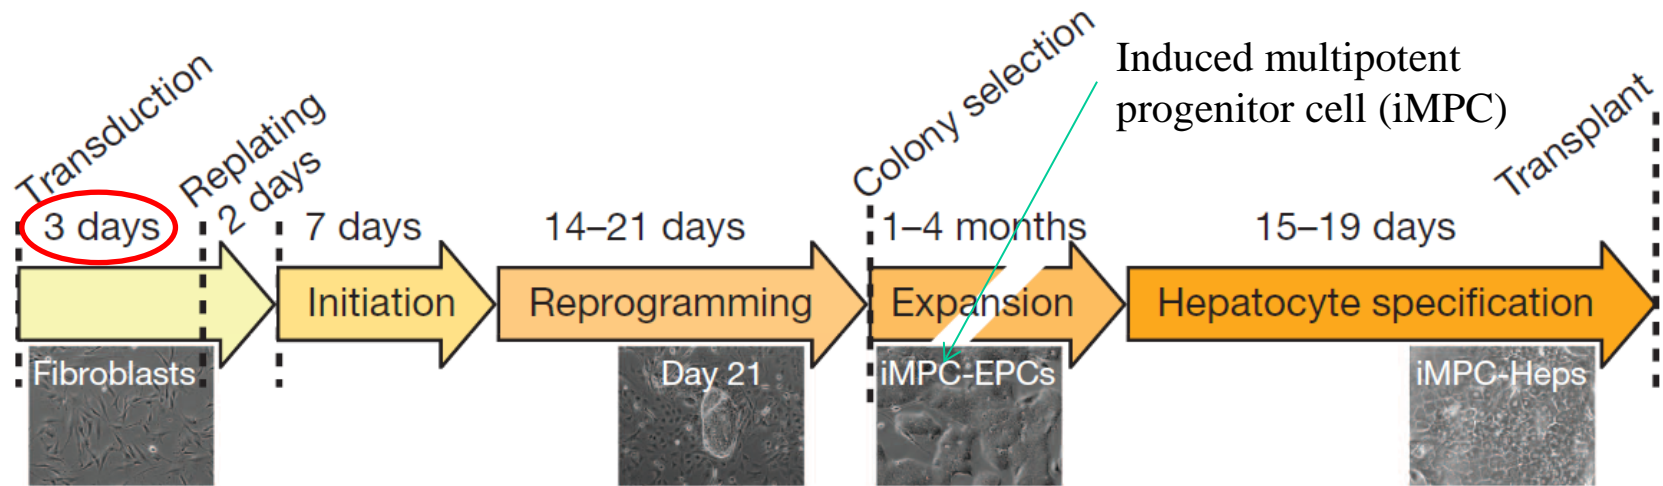 Transduction
Replating
2 days
Colony selection
Induced multipotent
progenitor cell (iMPC)
Transplant
3 days
7 days
14–21 days
1–4 months
15–19 days
Initiation
Reprogramming
Expansion
Hepatocyte specification
Fibroblasts
Day 21
iMPC-EPCs
iMPC-Heps